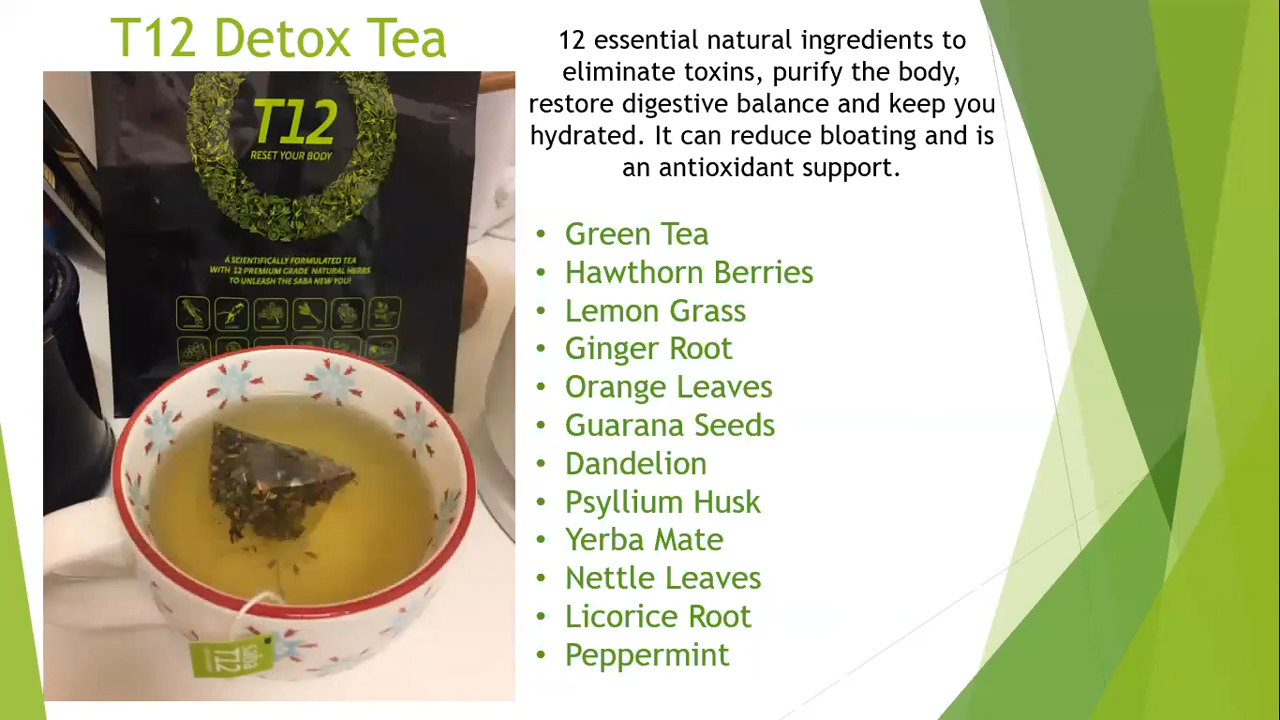 T12 Detox Tea
12 essential natural ingredients to
eliminate toxins, purify the body,
restore digestive balance and keep you
hydrated. It can reduce bloating and is
an antioxidant support.
T12
RESET YOUR BODY
A SCIENTIFICALLY FORMULATED TEA
WITH 12 PREMIUM GRADE NATURAL HERBS
TO UNLEASH THE SABA NEW YOU!
saba
T12
• Green Tea
• Hawthorn Berries
• Lemon Grass
• Ginger Root
• Orange Leaves
• Guarana Seeds
• Dandelion
• Psyllium Husk
• Yerba Mate
• Nettle Leaves
• Licorice Root
• Peppermint